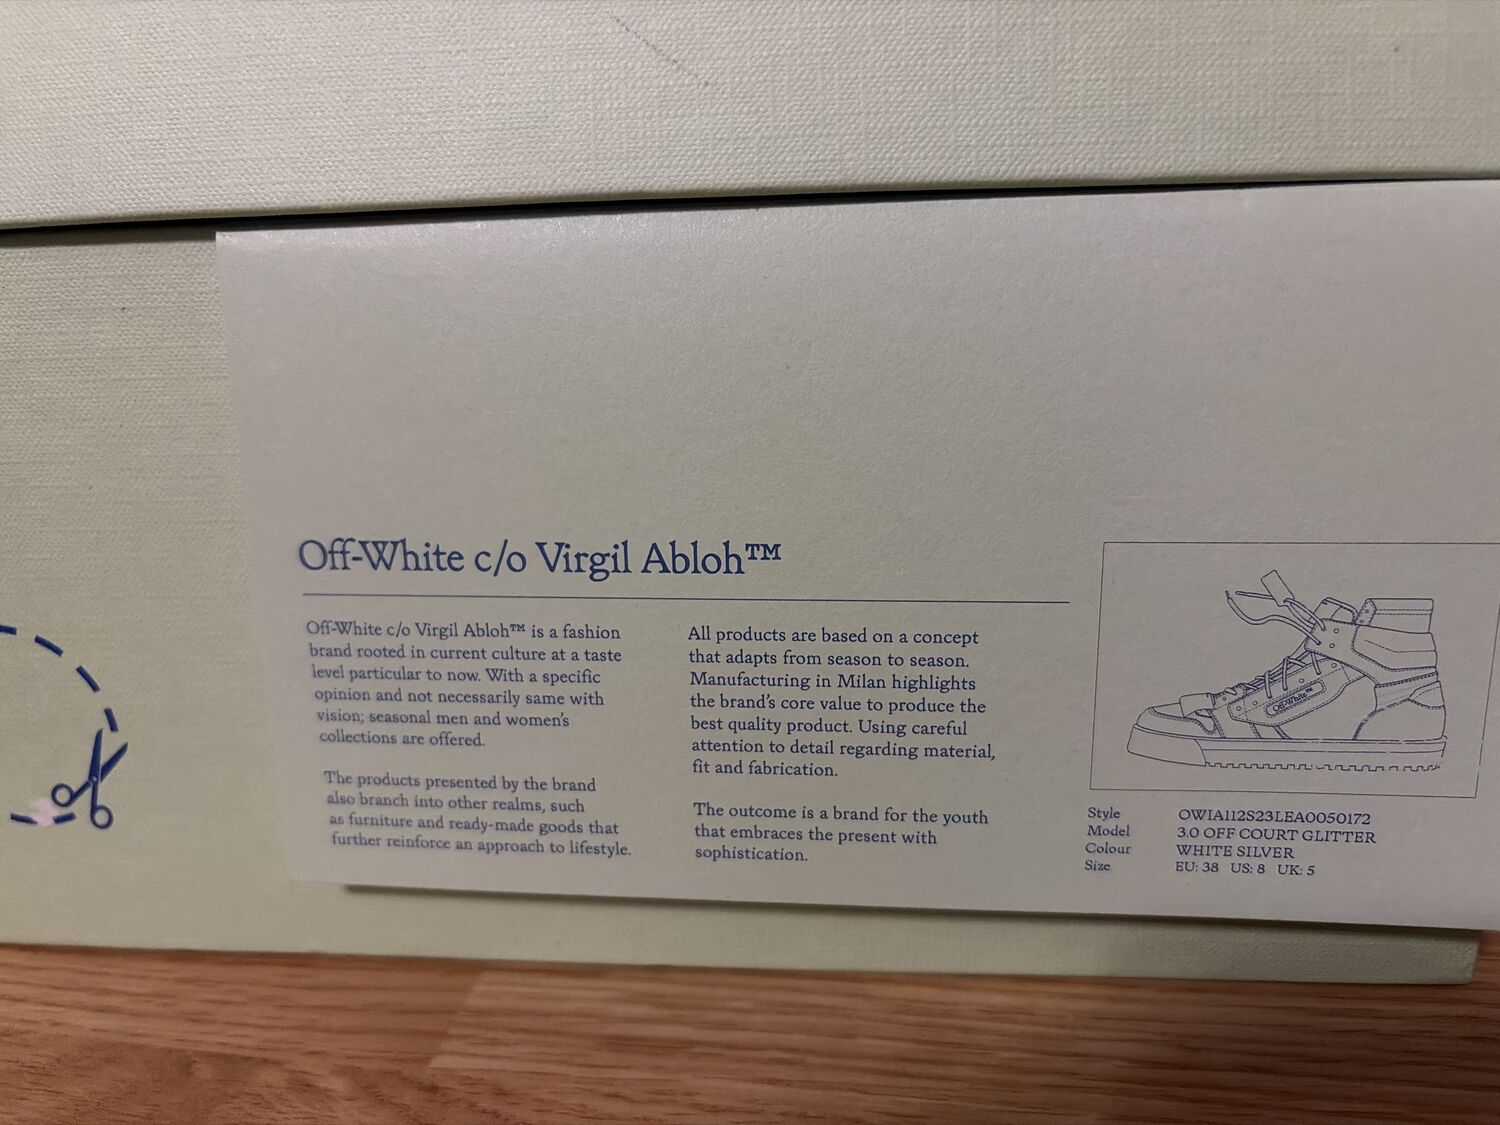 Off-White c/o Virgil Abloh™
Off-White c/o Virgil Abloh™ is a fashion
brand rooted in current culture at a taste
level particular to now. With a specific
opinion and not necessarily same with
vision; seasonal men and women's
collections are offered.
The products presented by the brand
also branch into other realms, such
as furniture and ready-made goods that
further reinforce an approach to lifestyle.
All products are based on a concept
that adapts from season to season.
Manufacturing in Milan highlights
the brand's core value to produce the
best quality product. Using careful
attention to detail regarding material,
fit and fabrication.
The outcome is a brand for the youth
that embraces the present with
sophistication.
Off-White™
Style OWIA112S23LEA0050172
Model 3.0 OFF COURT GLITTER
Colour WHITE SILVER
Size EU: 38 US: 8 UK: 5